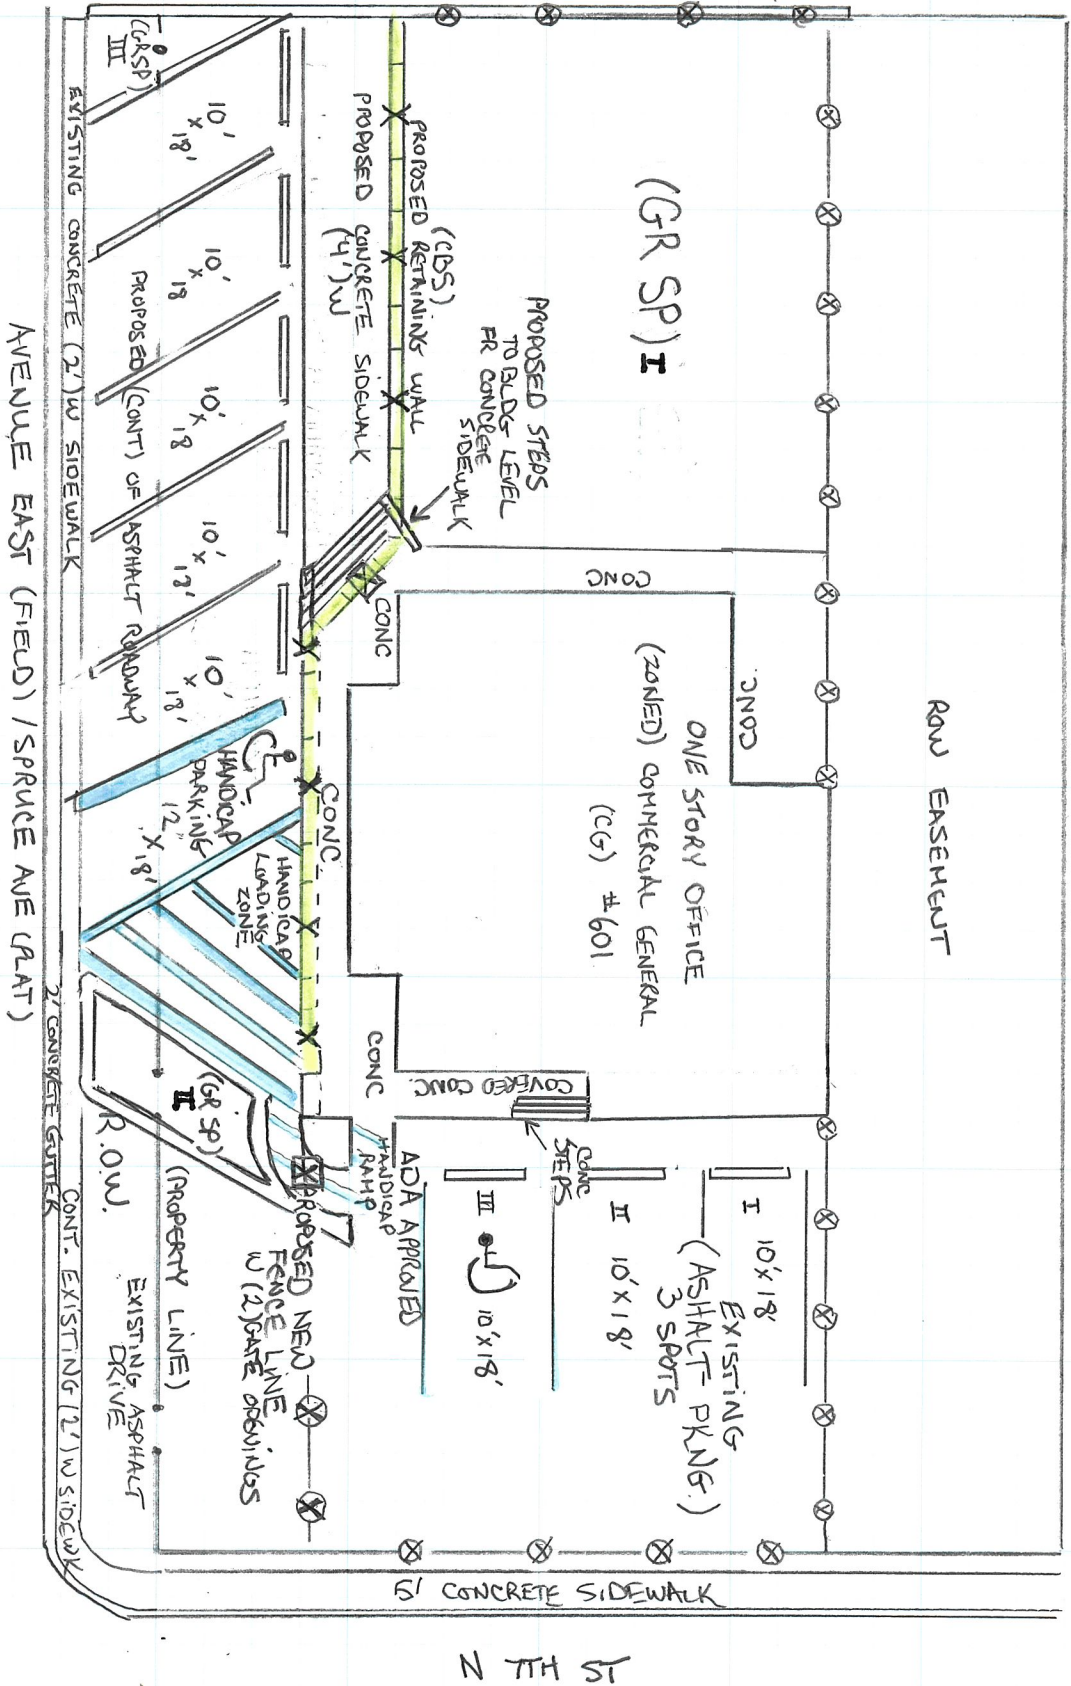 ROW EASEMENT
(GR SP) I
ONE STORY OFFICE
(ZONED) COMMERCIAL GENERAL
(CG) #601
CONC
CONC
CONC
CONC.
CONC
COVERED CONC.
CONC
STEPS
PROPOSED STEPS
TO BLDG LEVEL
FR CONCRETE
SIDEWALK
(CBS)
PROPOSED RETAINING WALL
PROPOSED CONCRETE SIDEWALK
(4')W
(GRSP)
III
10'
x
18'
10'
x
18
10'
x
18
10'
x
18'
10'
x
18'
PROPOSED (CONT) OF ASPHALT ROADWAY
HANDICAP
PARKING
12' X 18'
HANDICAP
LOADING
ZONE
(GR SP)
II
R.O.W.
(PROPERTY LINE)
EXISTING ASPHALT
DRIVE
HANDICAP
RAMP
ADA APPROVED
PROPOSED NEW
FENCE LINE
W (2) GATE OPENINGS
I 10'X18'
II 10'X18'
III 10'X18'
EXISTING
(ASHALT PKNG.)
3 SPOTS
EXISTING CONCRETE (2')W SIDEWALK
2' CONCRETE GUTTER
CONT. EXISTING (2')W SIDEWK
AVENUE EAST (FIELD) / SPRUCE AVE (PLAT)
5' CONCRETE SIDEWALK
N 7TH ST